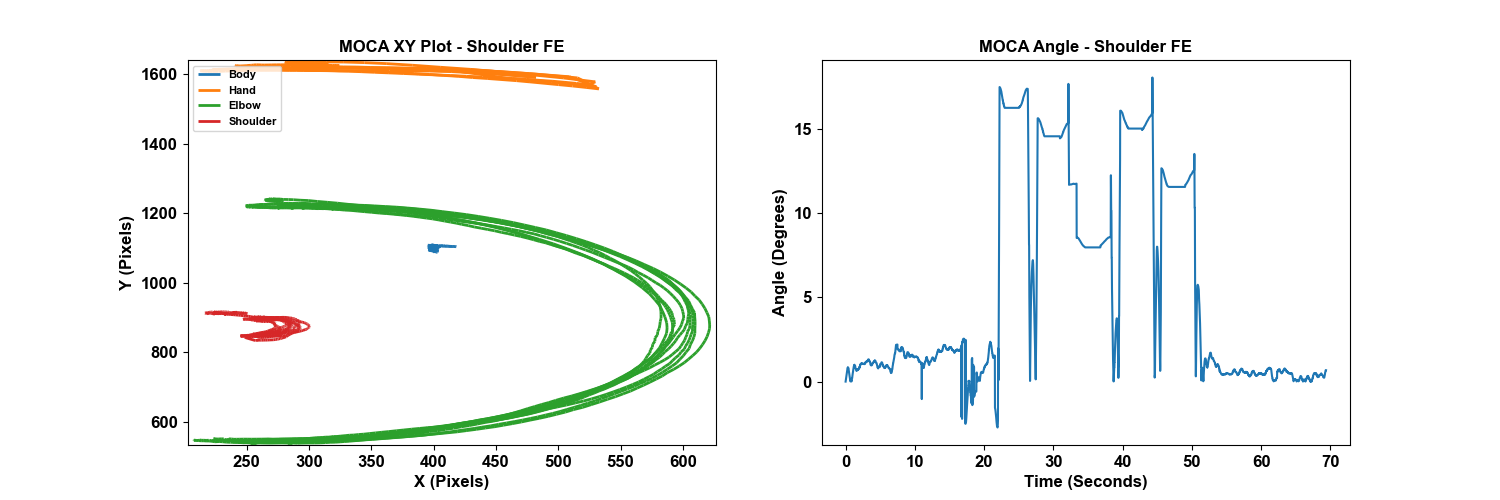 MOCA XY Plot - Shoulder FE
Y (Pixels)
1600
1400
1200
1000
800
600
Body
Hand
Elbow
Shoulder
250 300 350 400 450 500 550 600
X (Pixels)
MOCA Angle - Shoulder FE
Angle (Degrees)
15
10
5
0
0 10 20 30 40 50 60 70
Time (Seconds)